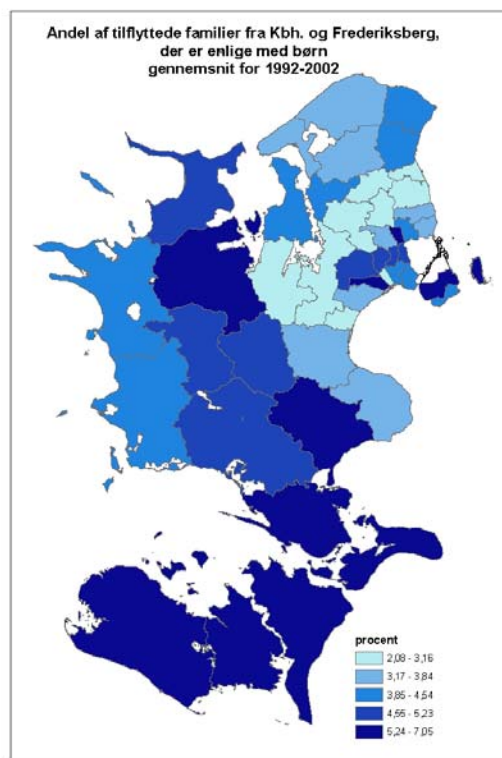 Andel af tilflyttede familier fra Kbh. og Frederiksberg,
der er enlige med børn
gennemsnit for 1992-2002
procent
2,08 - 3,16
3,17 - 3,84
3,85 - 4,54
4,55 - 5,23
5,24 - 7,05